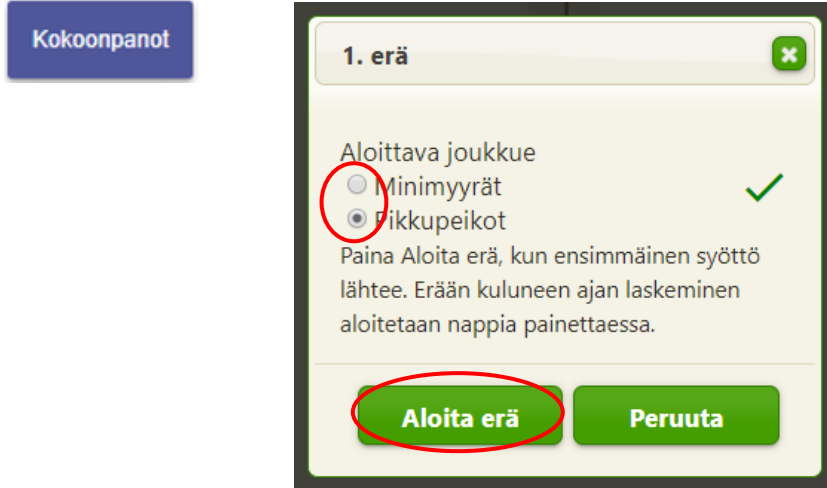 Kokoonpanot
1. erä
Aloittava joukkue
Minimyyrät
Pikkupeikot
Paina Aloita erä, kun ensimmäinen syöttö
lähtee. Erään kuluneen ajan laskeminen
aloitetaan nappia painettaessa.
Aloita erä
Peruuta